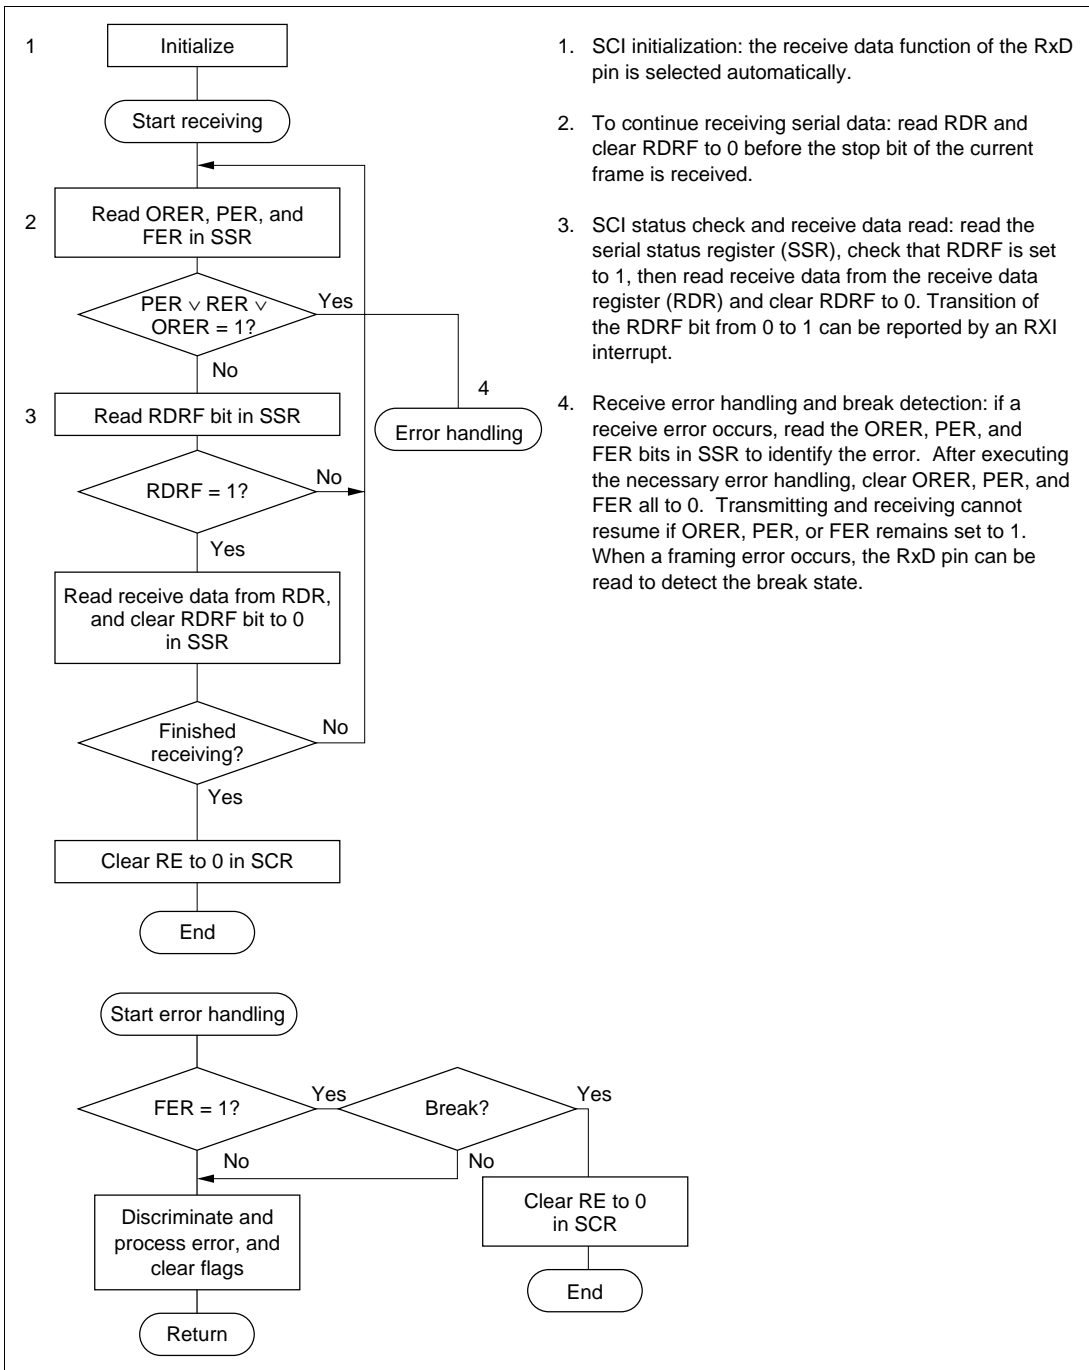 1
Initialize
Start receiving
2
Read ORER, PER, and
FER in SSR
PER ∨ RER ∨
ORER = 1?
Yes
No
4
3
Read RDRF bit in SSR
Error handling
RDRF = 1?
No
Yes
Read receive data from RDR,
and clear RDRF bit to 0
in SSR
Finished
receiving?
No
Yes
Clear RE to 0 in SCR
End
1. SCI initialization: the receive data function of the RxD
pin is selected automatically.
2. To continue receiving serial data: read RDR and
clear RDRF to 0 before the stop bit of the current
frame is received.
3. SCI status check and receive data read: read the
serial status register (SSR), check that RDRF is set
to 1, then read receive data from the receive data
register (RDR) and clear RDRF to 0. Transition of
the RDRF bit from 0 to 1 can be reported by an RXI
interrupt.
4. Receive error handling and break detection: if a
receive error occurs, read the ORER, PER, and
FER bits in SSR to identify the error. After executing
the necessary error handling, clear ORER, PER, and
FER all to 0. Transmitting and receiving cannot
resume if ORER, PER, or FER remains set to 1.
When a framing error occurs, the RxD pin can be
read to detect the break state.
Start error handling
FER = 1?
Yes
Break?
Yes
No
No
Discriminate and
process error, and
clear flags
Clear RE to 0
in SCR
End
Return